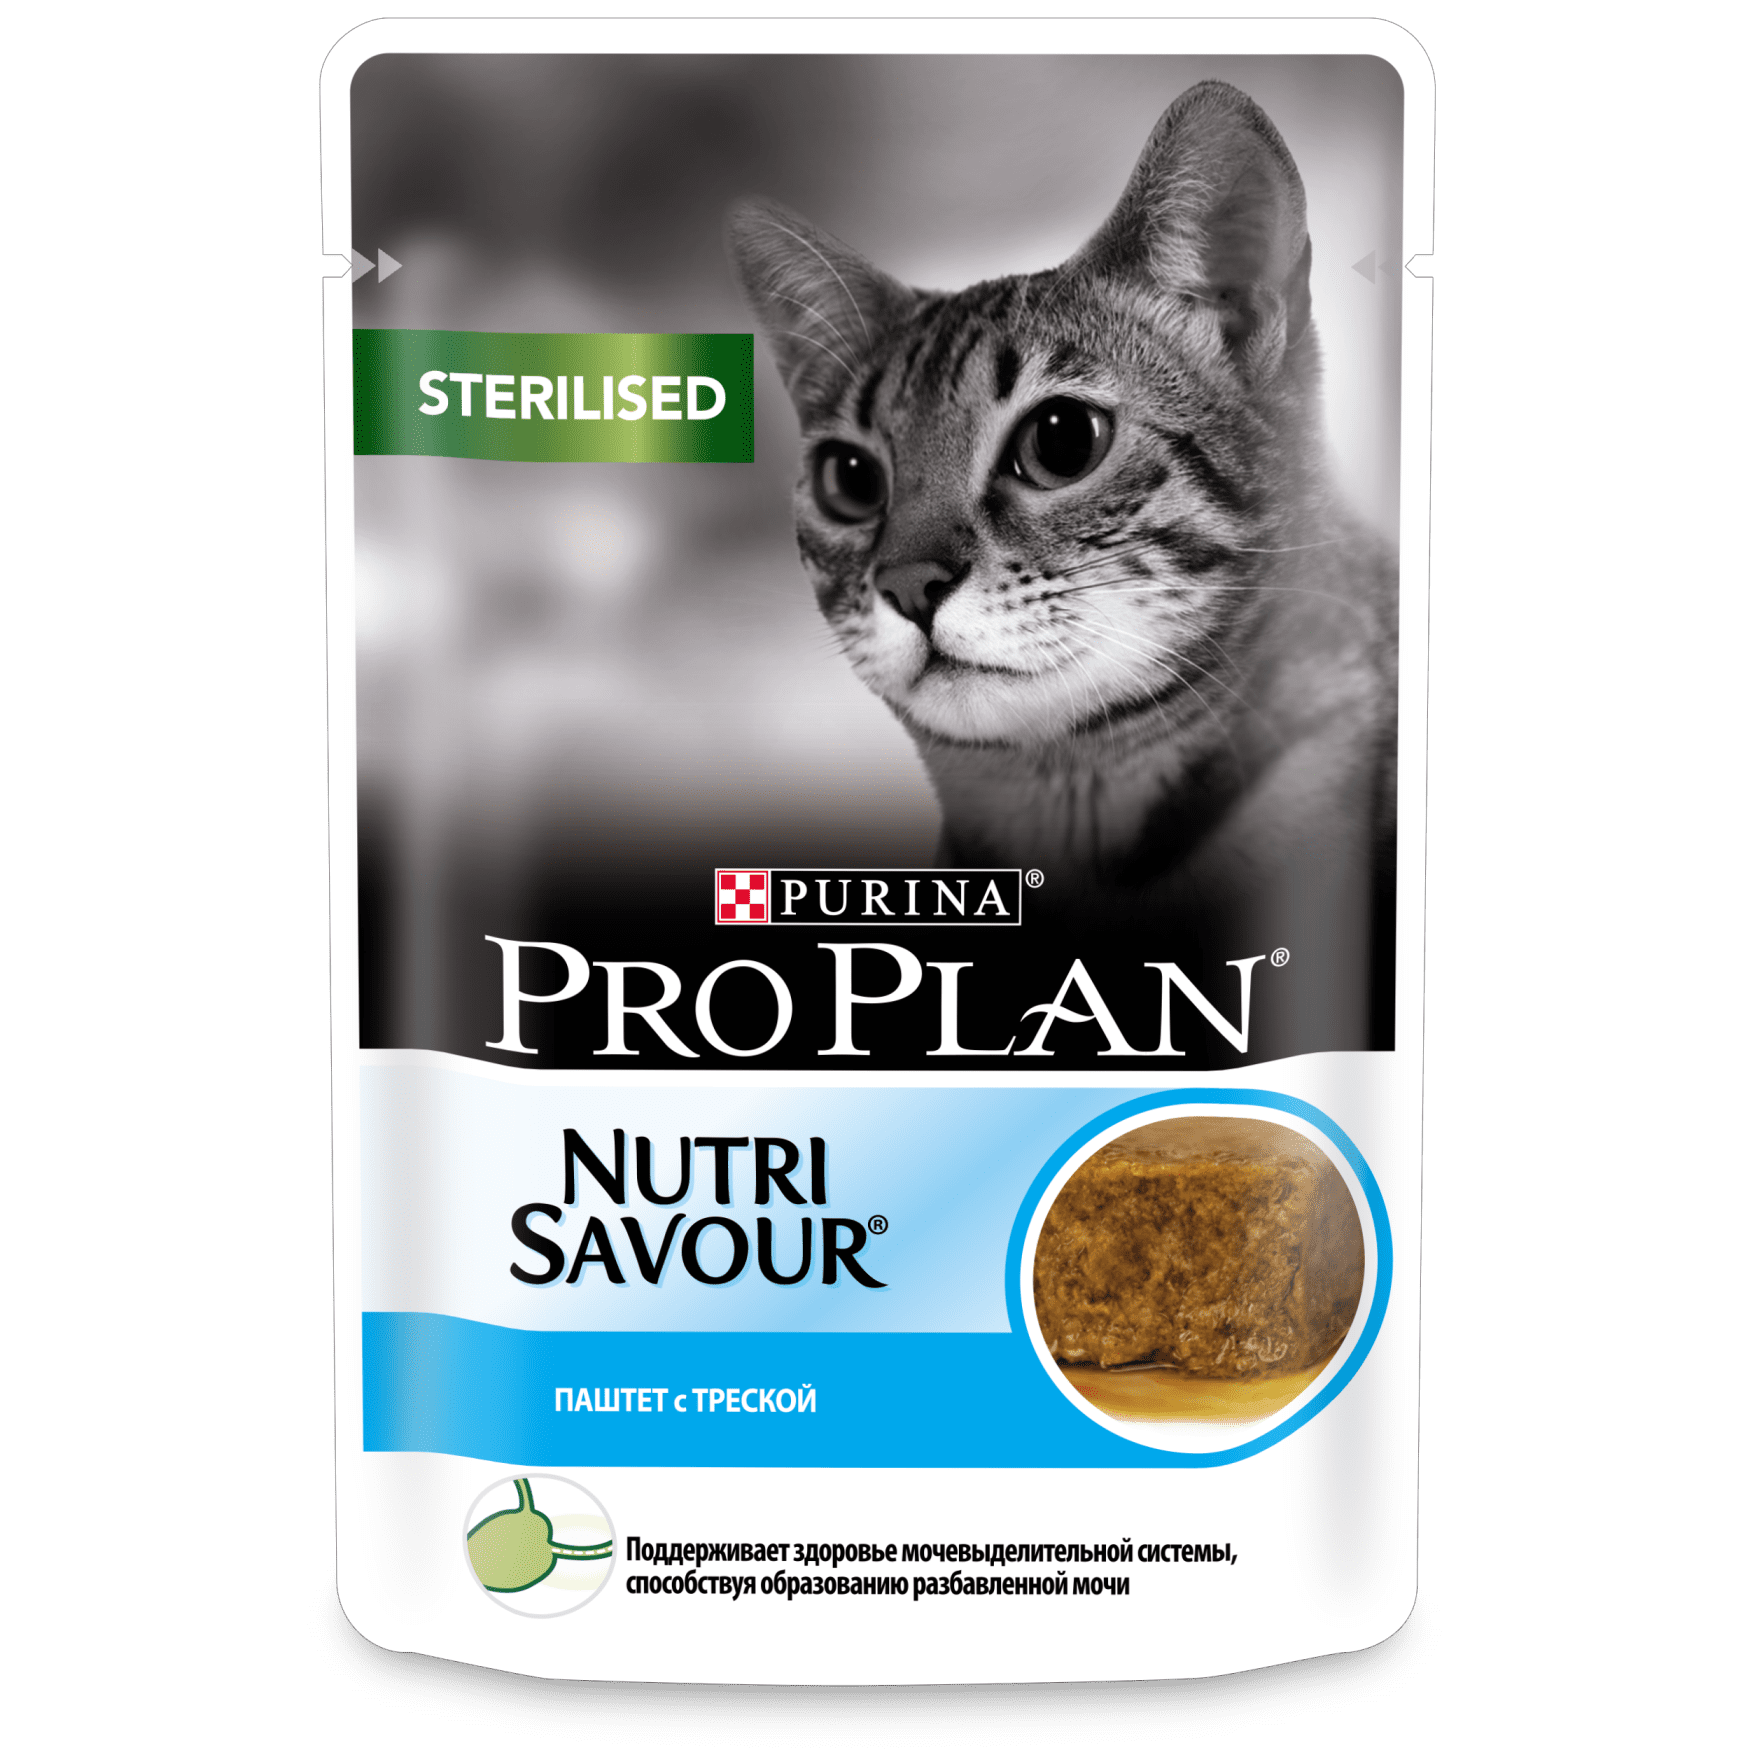 STERILISED
PURINA®
PRO PLAN®
NUTRI
SAVOUR®
ПАШТЕТ с ТРЕСКОЙ
Поддерживает здоровье мочевыделительной системы,
способствуя образованию разбавленной мочи